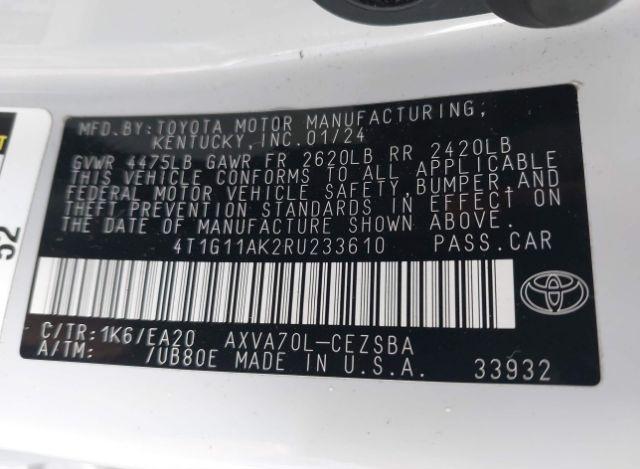 MFD.BY:TOYOTA MOTOR MANUFACTURING,
KENTUCKY,INC.01/24
GVWR 4475LB GAWR FR 2620LB RR 2420LB
THIS VEHICLE CONFORMS TO ALL APPLICABLE
FEDERAL MOTOR VEHICLE SAFETY,BUMPER,AND
THEFT PREVENTION STANDARDS IN EFFECT ON
THE DATE OF MANUFACTURE SHOWN ABOVE.
4T1G11AK2RU233610 PASS.CAR
C/TR:1K6/EA20 AXVA70L-CEZSBA
A/TM: /UB80E MADE IN U.S.A.
33932
52